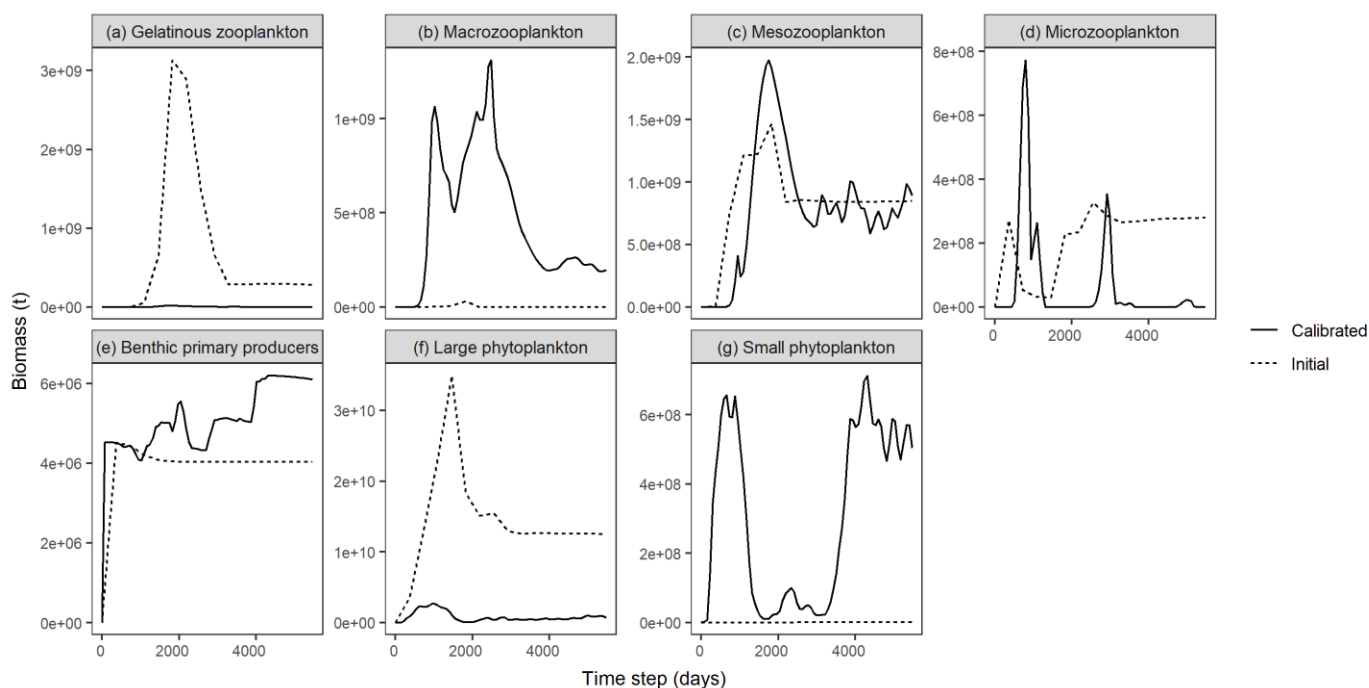 (a) Gelatinous zooplankton
(b) Macrozooplankton
(c) Mesozooplankton
(d) Microzooplankton
3e+09
2e+09
1e+09
0e+00
1e+09
5e+08
0e+00
2.0e+09
1.5e+09
1.0e+09
5.0e+08
0.0e+00
8e+08
6e+08
4e+08
2e+08
0e+00
0
2000
4000
Biomass (t)
(e) Benthic primary producers
(f) Large phytoplankton
(g) Small phytoplankton
6e+06
4e+06
2e+06
0e+00
3e+10
2e+10
1e+10
0e+00
6e+08
4e+08
2e+08
0e+00
0
2000
4000
0
2000
4000
0
2000
4000
Time step (days)
Calibrated
Initial